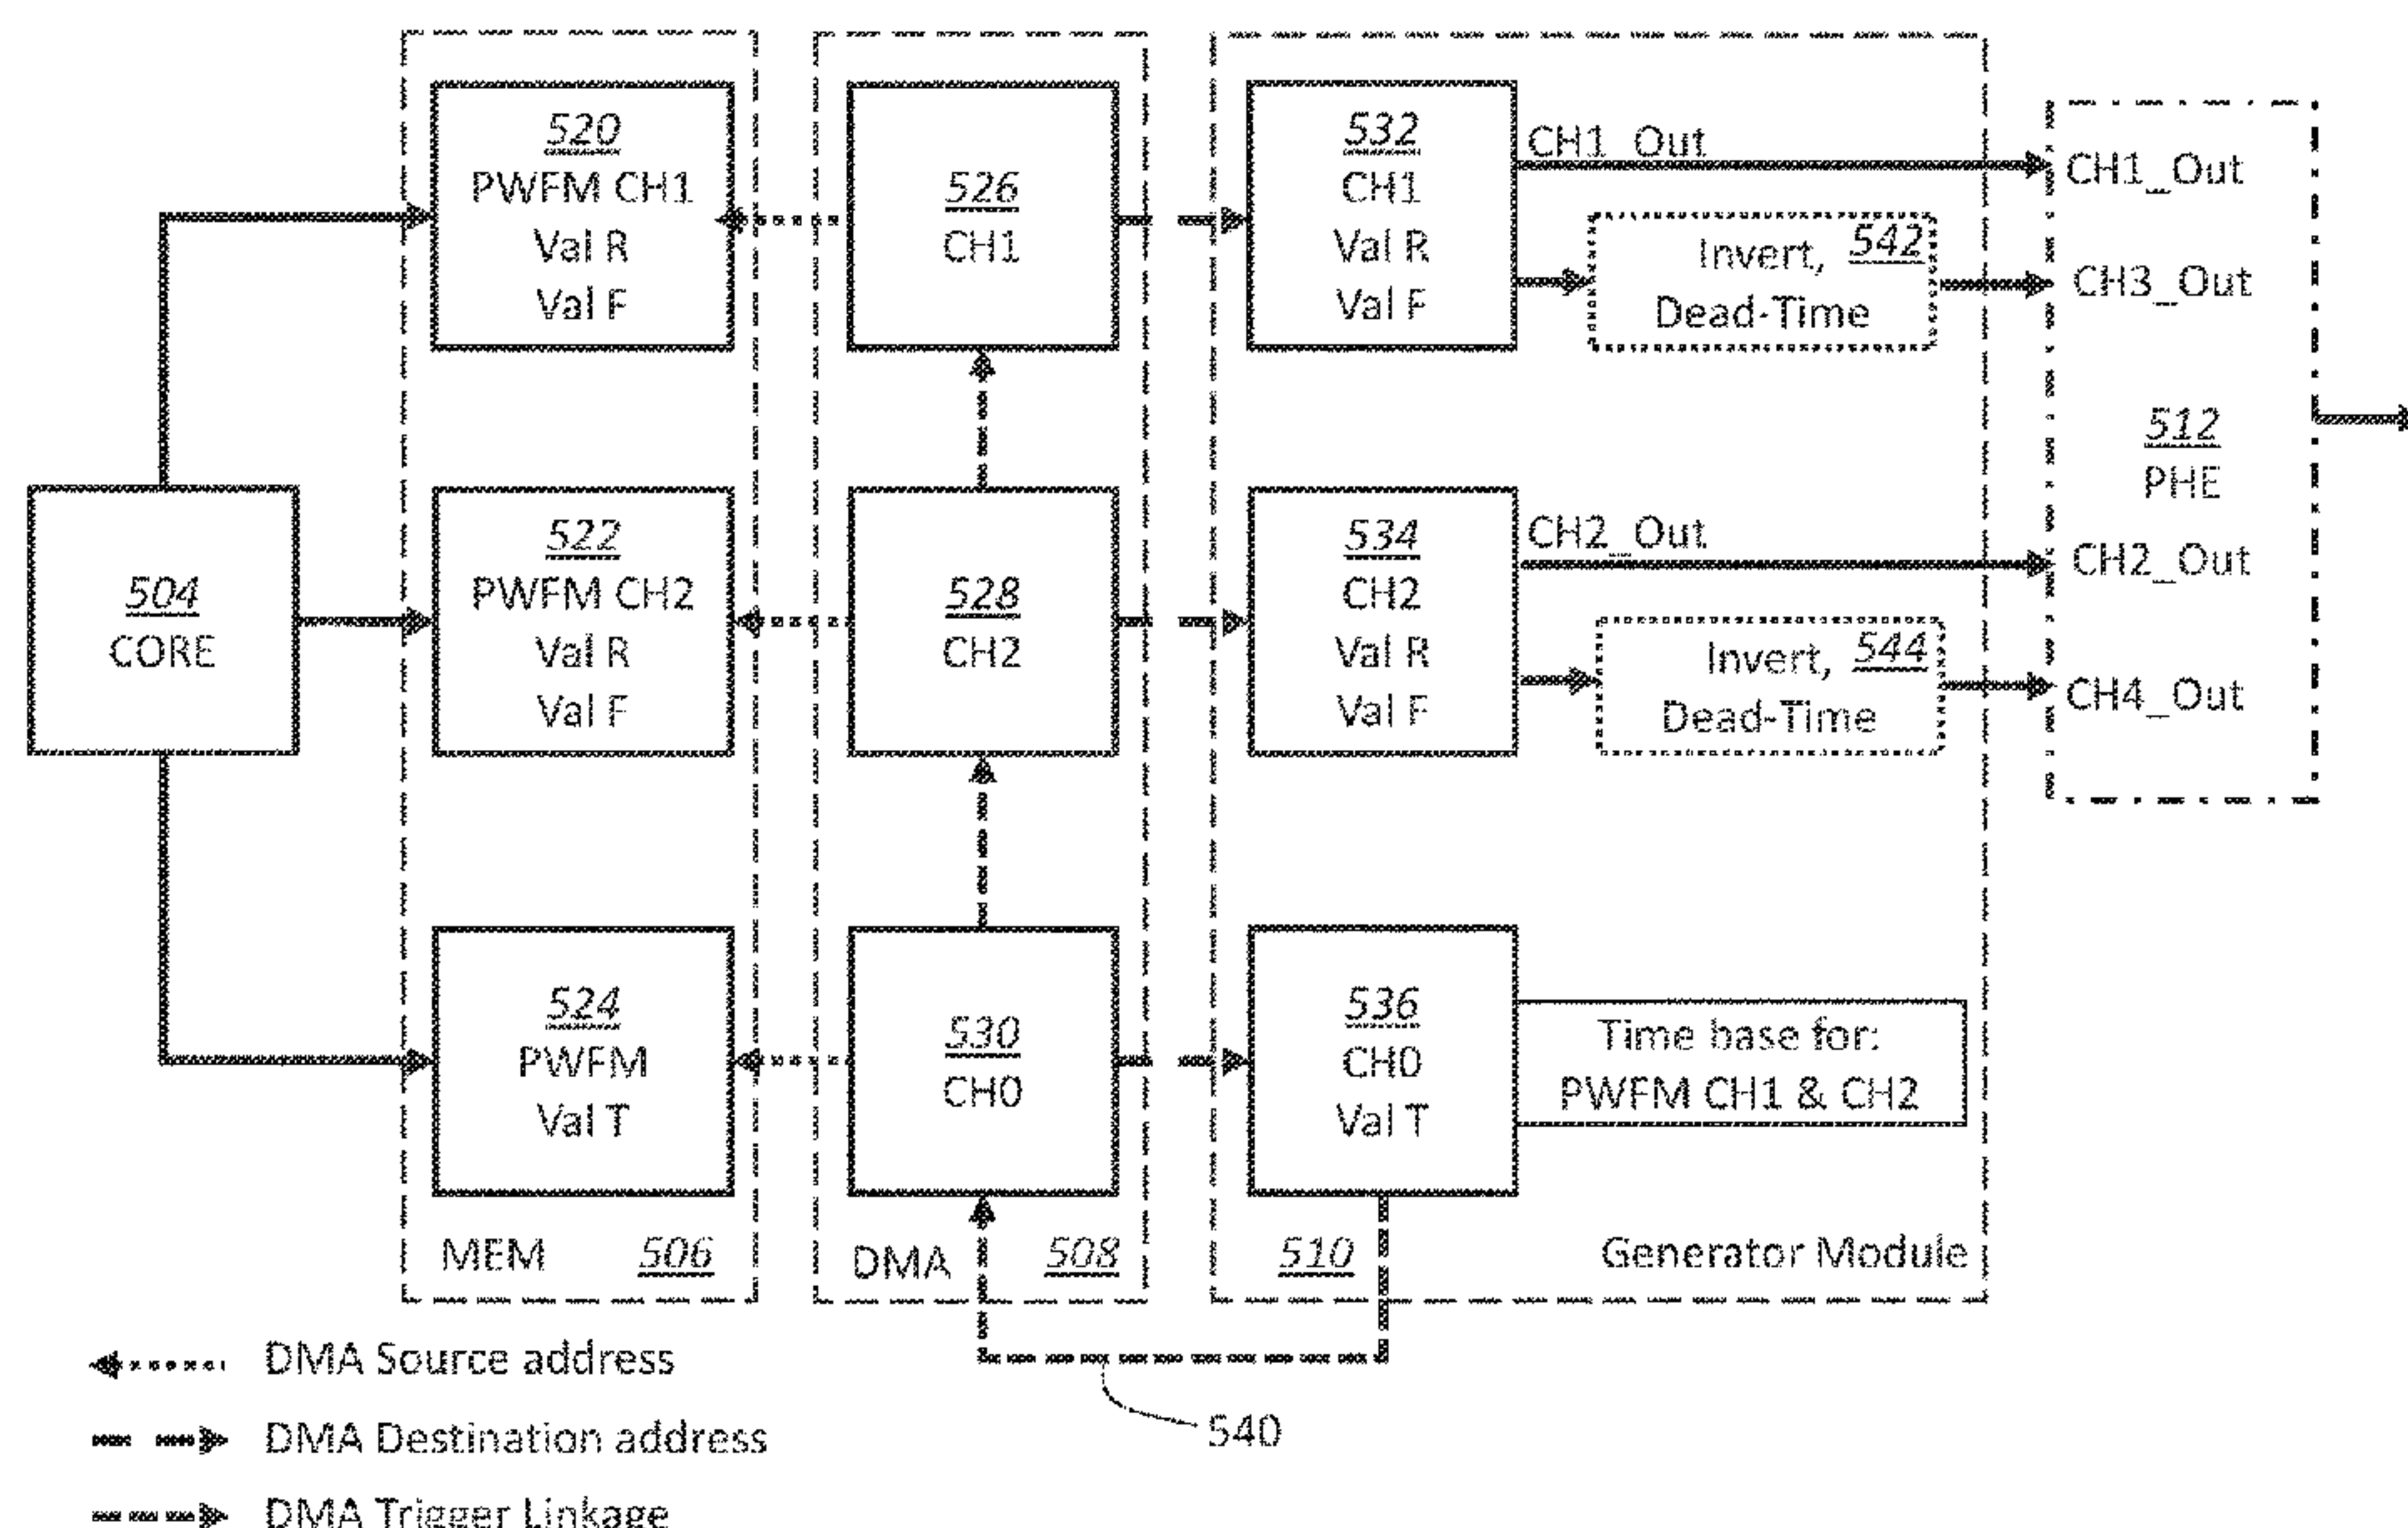 520
PWFM CH1
Val R
Val F
526
CH1
532
CH1
Val R
Val F
CH1_Out
Invert, 542
Dead-Time
CH1_Out
CH3_Out
512
PHE
CH2_Out
CH4_Out
504
CORE
522
PWFM CH2
Val R
Val F
528
CH2
534
CH2
Val R
Val F
CH2_Out
Invert, 544
Dead-Time
524
PWFM
Val T
530
CH0
536
CH0
Val T
Time base for:
PWFM CH1 & CH2
MEM 506
DMA 508
510 Generator Module
540
DMA Source address
DMA Destination address
DMA Trigger Linkage